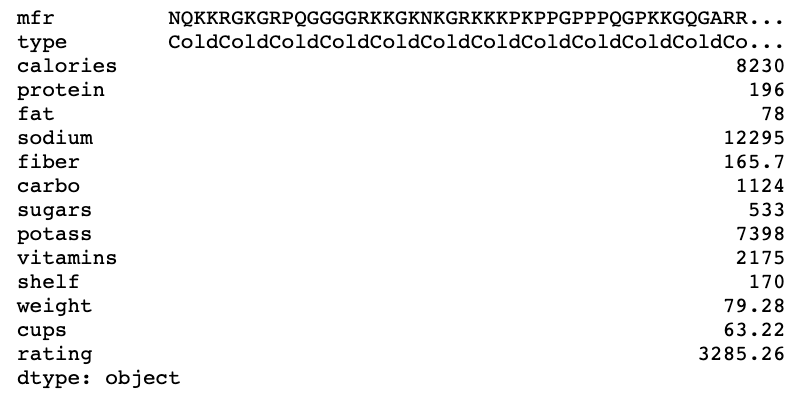 mfr NQKKRGKGRPQGGGGRKKGKNKGRKKKPKPPGPPPQGPKKGQGARR...
type ColdColdColdColdColdColdColdColdColdColdColdCo...
calories 8230
protein 196
fat 78
sodium 12295
fiber 165.7
carbo 1124
sugars 533
potass 7398
vitamins 2175
shelf 170
weight 79.28
cups 63.22
rating 3285.26
dtype: object